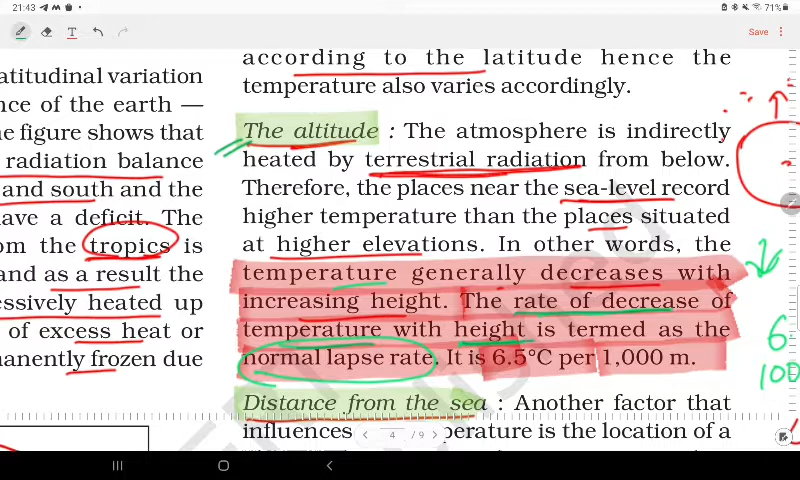 21:43
71%
Save
atitudinal variation
nce of the earth —
ne figure shows that
radiation balance
and south and the
ave a deficit. The
om the tropics is
and as a result the
essively heated up
of excess heat or
manently frozen due
according to the latitude hence the
temperature also varies accordingly.
The altitude : The atmosphere is indirectly
heated by terrestrial radiation from below.
Therefore, the places near the sea-level record
higher temperature than the places situated
at higher elevations. In other words, the
temperature generally decreases with
increasing height. The rate of decrease of
temperature with height is termed as the
normal lapse rate. It is 6.5°C per 1,000 m.
Distance from the sea : Another factor that
influences perature is the location of a
4 / 9
6
100